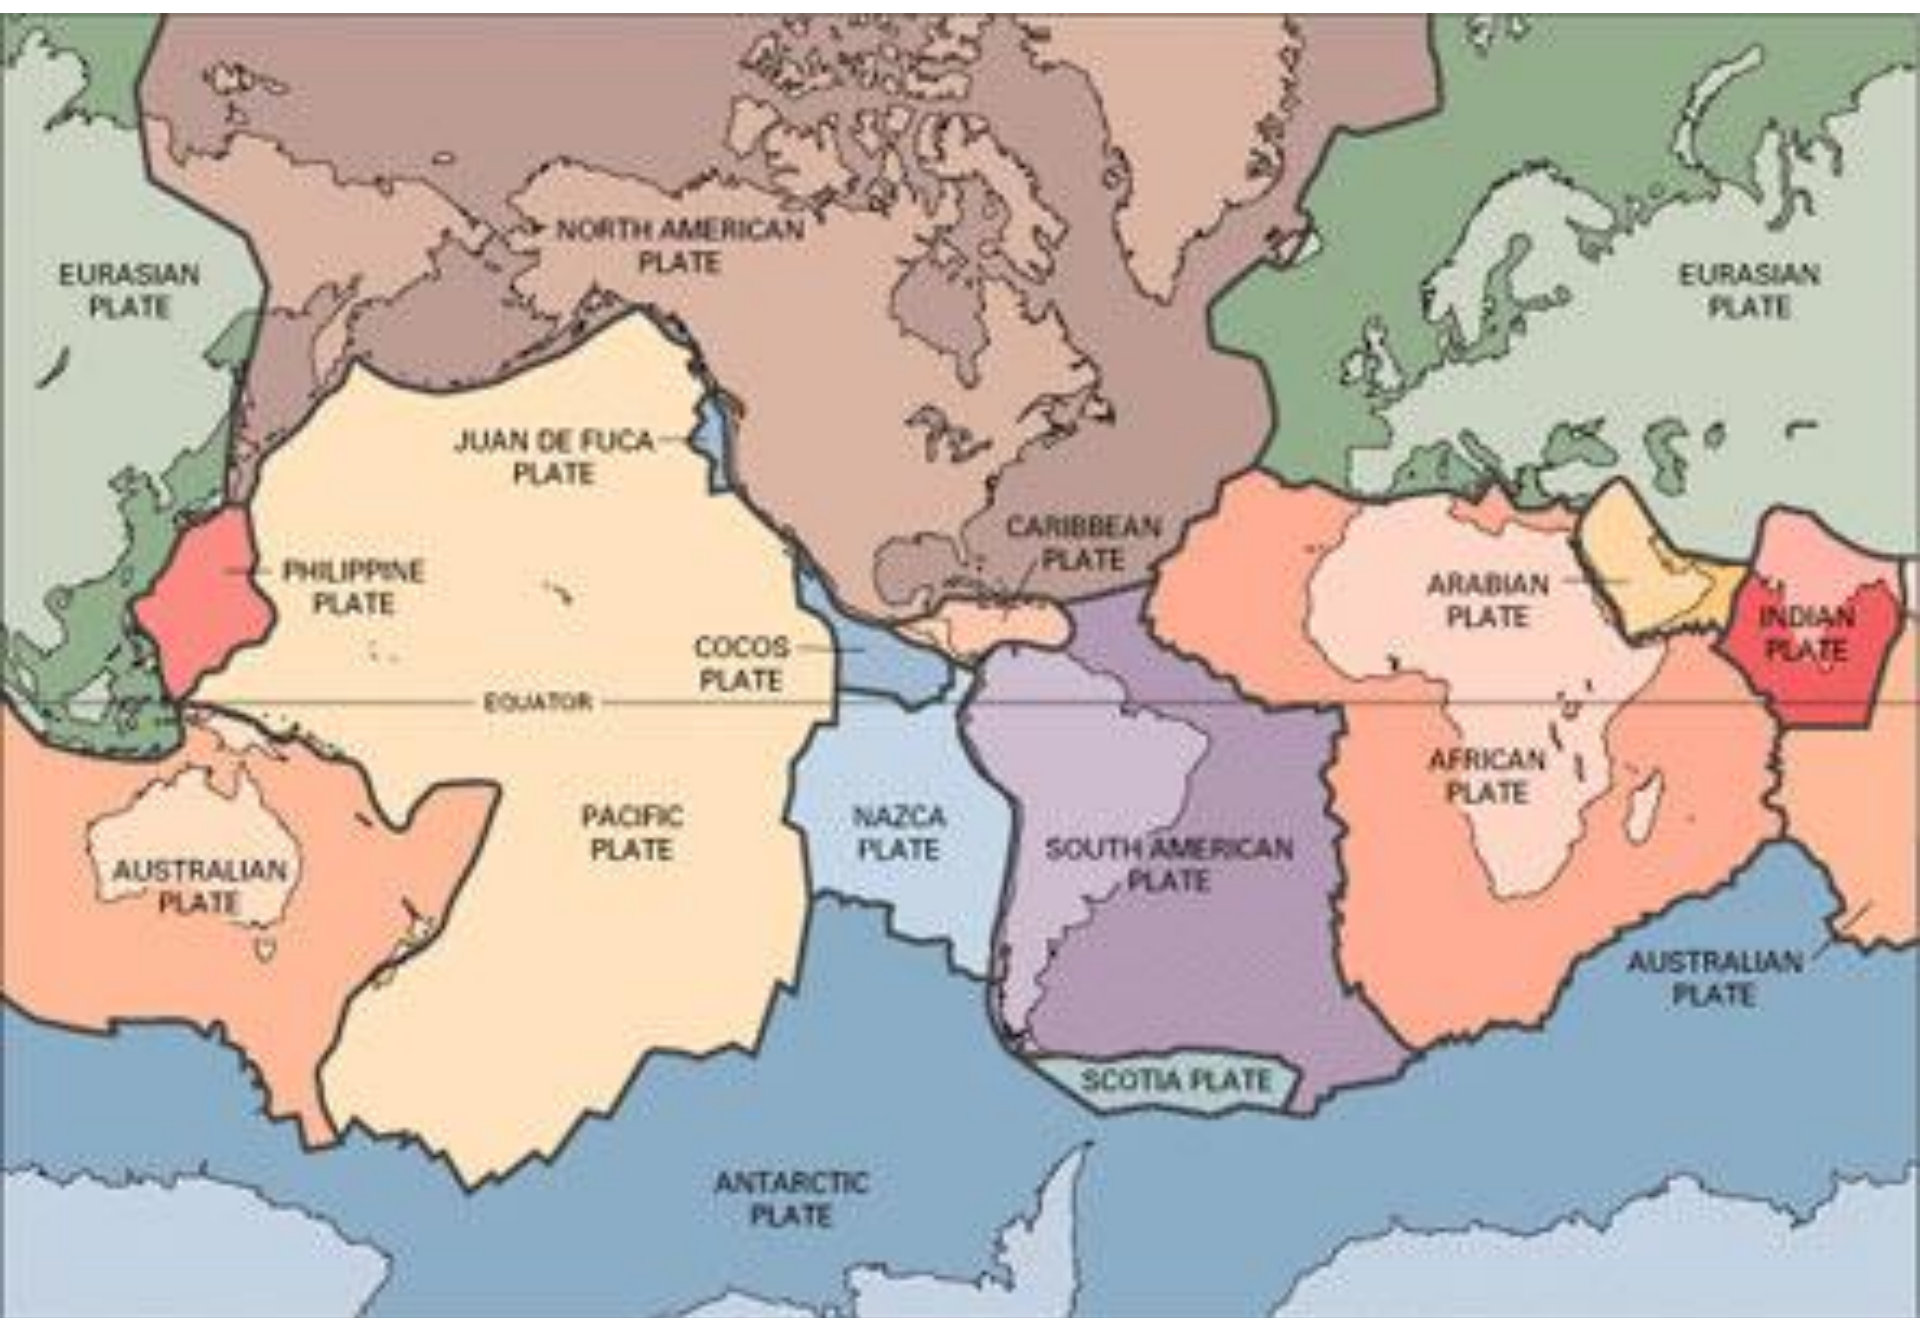 NORTH AMERICAN
PLATE
EURASIAN
PLATE
EURASIAN
PLATE
JUAN DE FUCA
PLATE
CARIBBEAN
PLATE
PHILIPPINE
PLATE
ARABIAN
PLATE
INDIAN
PLATE
COCOS
PLATE
EQUATOR
AFRICAN
PLATE
PACIFIC
PLATE
NAZCA
PLATE
SOUTH AMERICAN
PLATE
AUSTRALIAN
PLATE
AUSTRALIAN
PLATE
SCOTIA PLATE
ANTARCTIC
PLATE